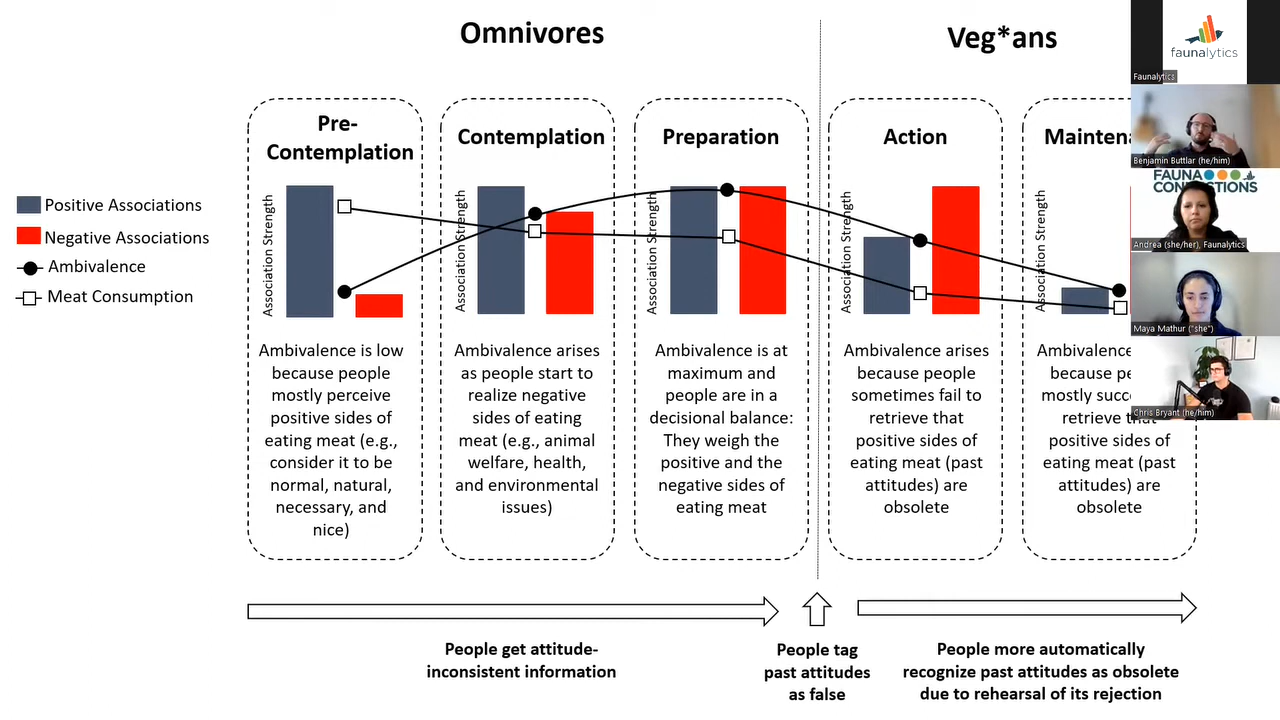 Omnivores
Veg*ans
Pre-
Contemplation
Contemplation
Preparation
Action
Positive Associations
Negative Associations
Ambivalence
Meat Consumption
Association Strength
Association Strength
Association Strength
Association Strength
Association Strength
Ambivalence is low
because people
mostly perceive
positive sides of
eating meat (e.g.,
consider it to be
normal, natural,
necessary, and
nice)
Ambivalence arises
as people start to
realize negative
sides of eating
meat (e.g., animal
welfare, health,
and environmental
issues)
Ambivalence is at
maximum and
people are in a
decisional balance:
They weigh the
positive and the
negative sides of
eating meat
Ambivalence arises
because people
sometimes fail to
retrieve that
positive sides of
eating meat (past
attitudes) are
obsolete
Ambivalence
because
mostly
retrieve
positive sides of
eating meat (past
attitudes) are
obsolete
People get attitude-
inconsistent information
People tag
past attitudes
as false
People more automatically
recognize past attitudes as obsolete
due to rehearsal of its rejection
faunalytics
Faunalytics
Benjamin Buttlar (he/him)
FAUNA
Andrea (she/her), Faunalytics
Maya Mathur ("she")
Chris Bryant (he/him)